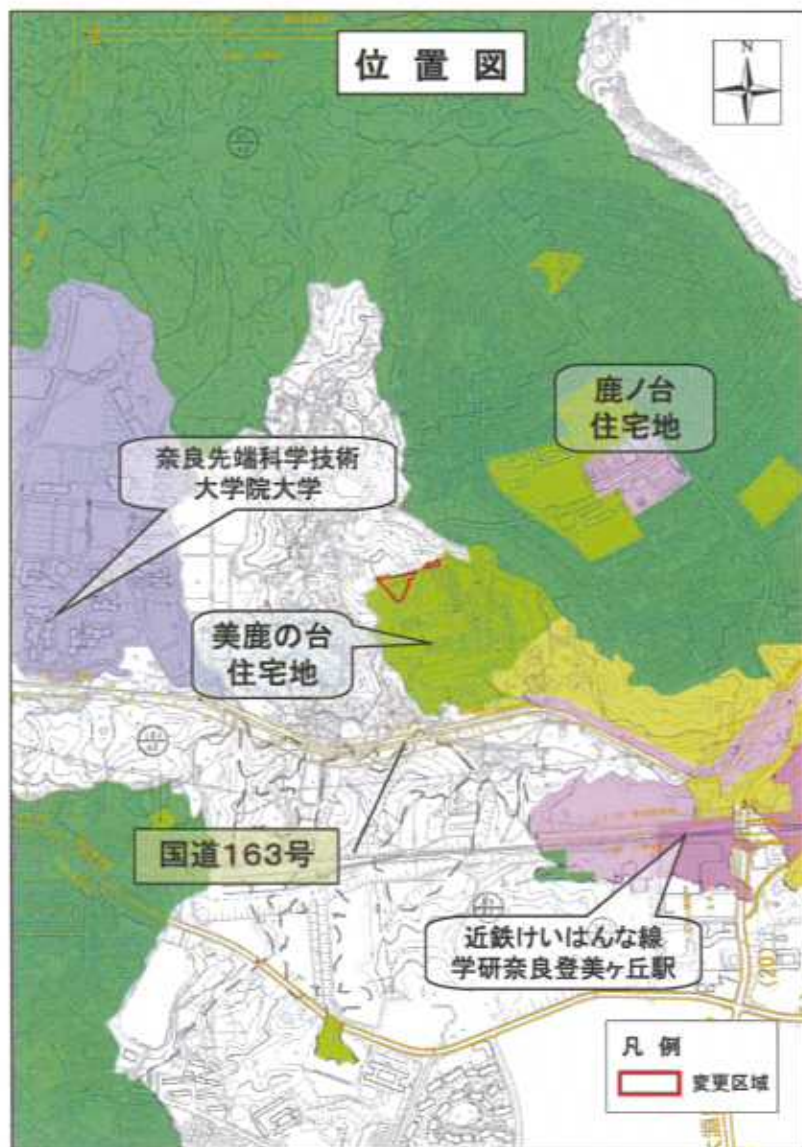 位置図
N
鹿ノ台
住宅地
奈良先端科学技術
大学院大学
美鹿の台
住宅地
国道163号
近鉄けいはんな線
学研奈良登美ヶ丘駅
(20)
凡 例
変更区域